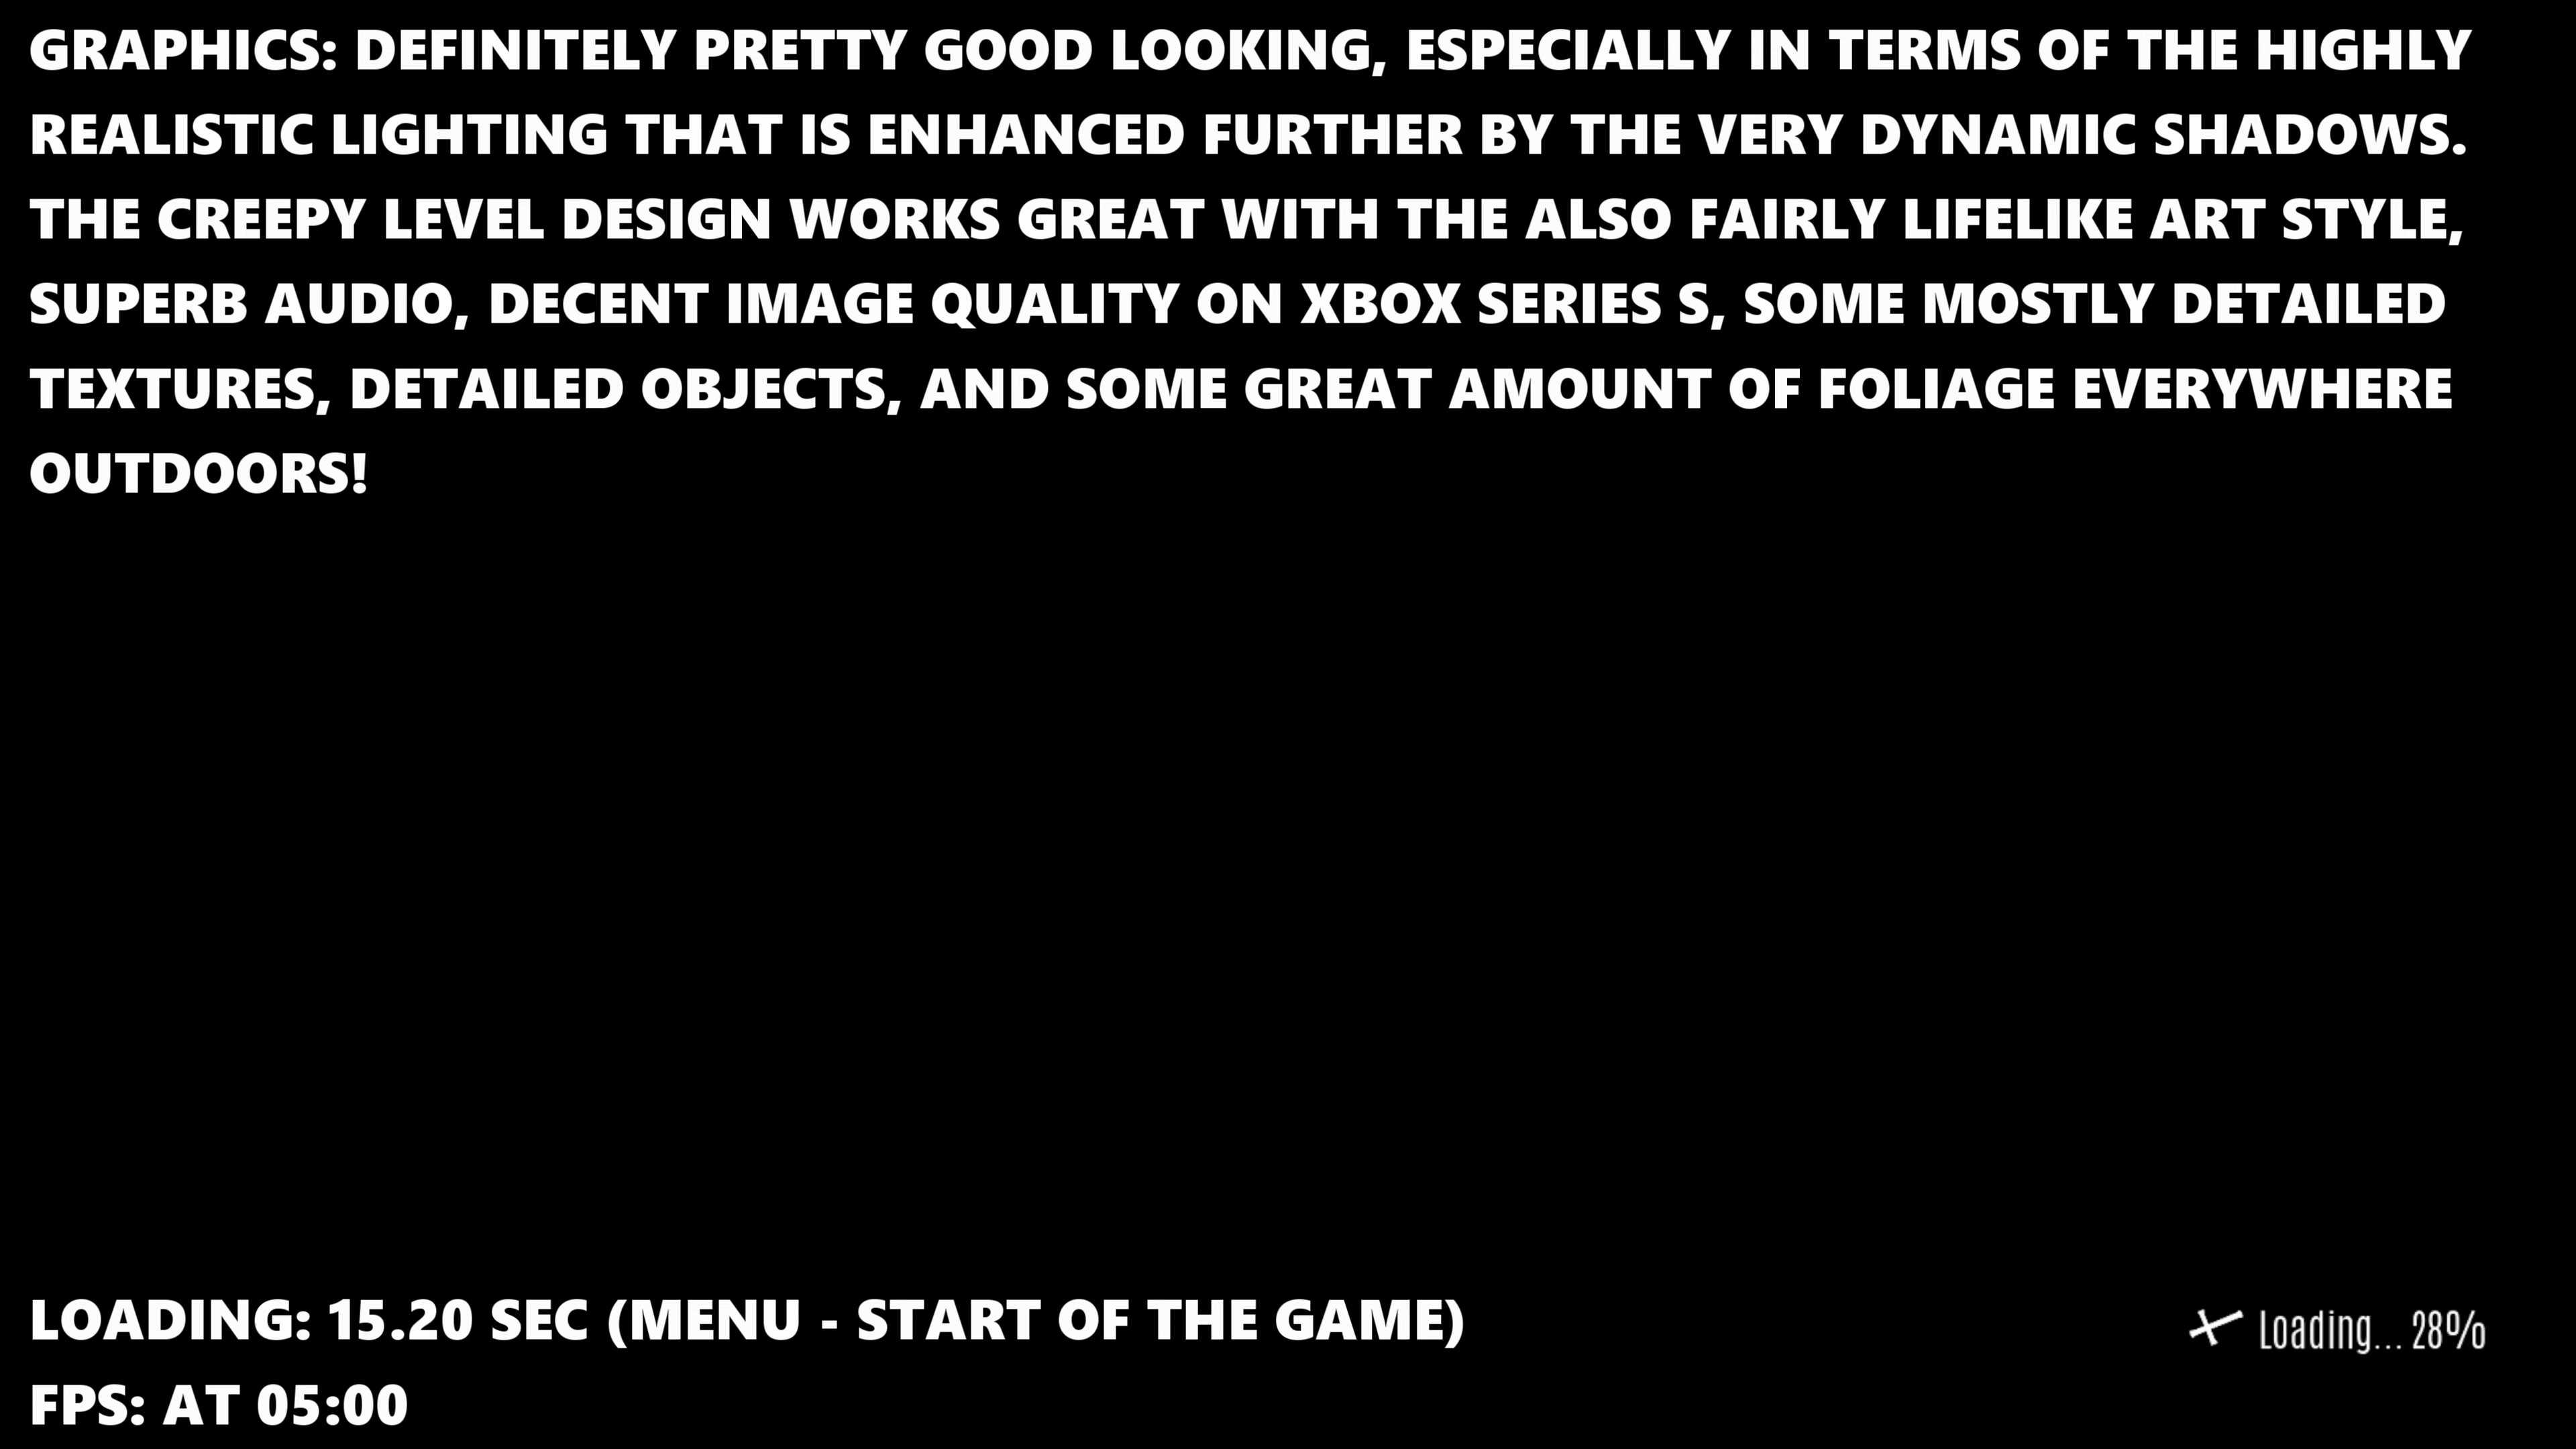 GRAPHICS: DEFINITELY PRETTY GOOD LOOKING, ESPECIALLY IN TERMS OF THE HIGHLY
REALISTIC LIGHTING THAT IS ENHANCED FURTHER BY THE VERY DYNAMIC SHADOWS.
THE CREEPY LEVEL DESIGN WORKS GREAT WITH THE ALSO FAIRLY LIFELIKE ART STYLE,
SUPERB AUDIO, DECENT IMAGE QUALITY ON XBOX SERIES S, SOME MOSTLY DETAILED
TEXTURES, DETAILED OBJECTS, AND SOME GREAT AMOUNT OF FOLIAGE EVERYWHERE
OUTDOORS!
LOADING: 15.20 SEC (MENU - START OF THE GAME)
Loading... 28%
FPS: AT 05:00